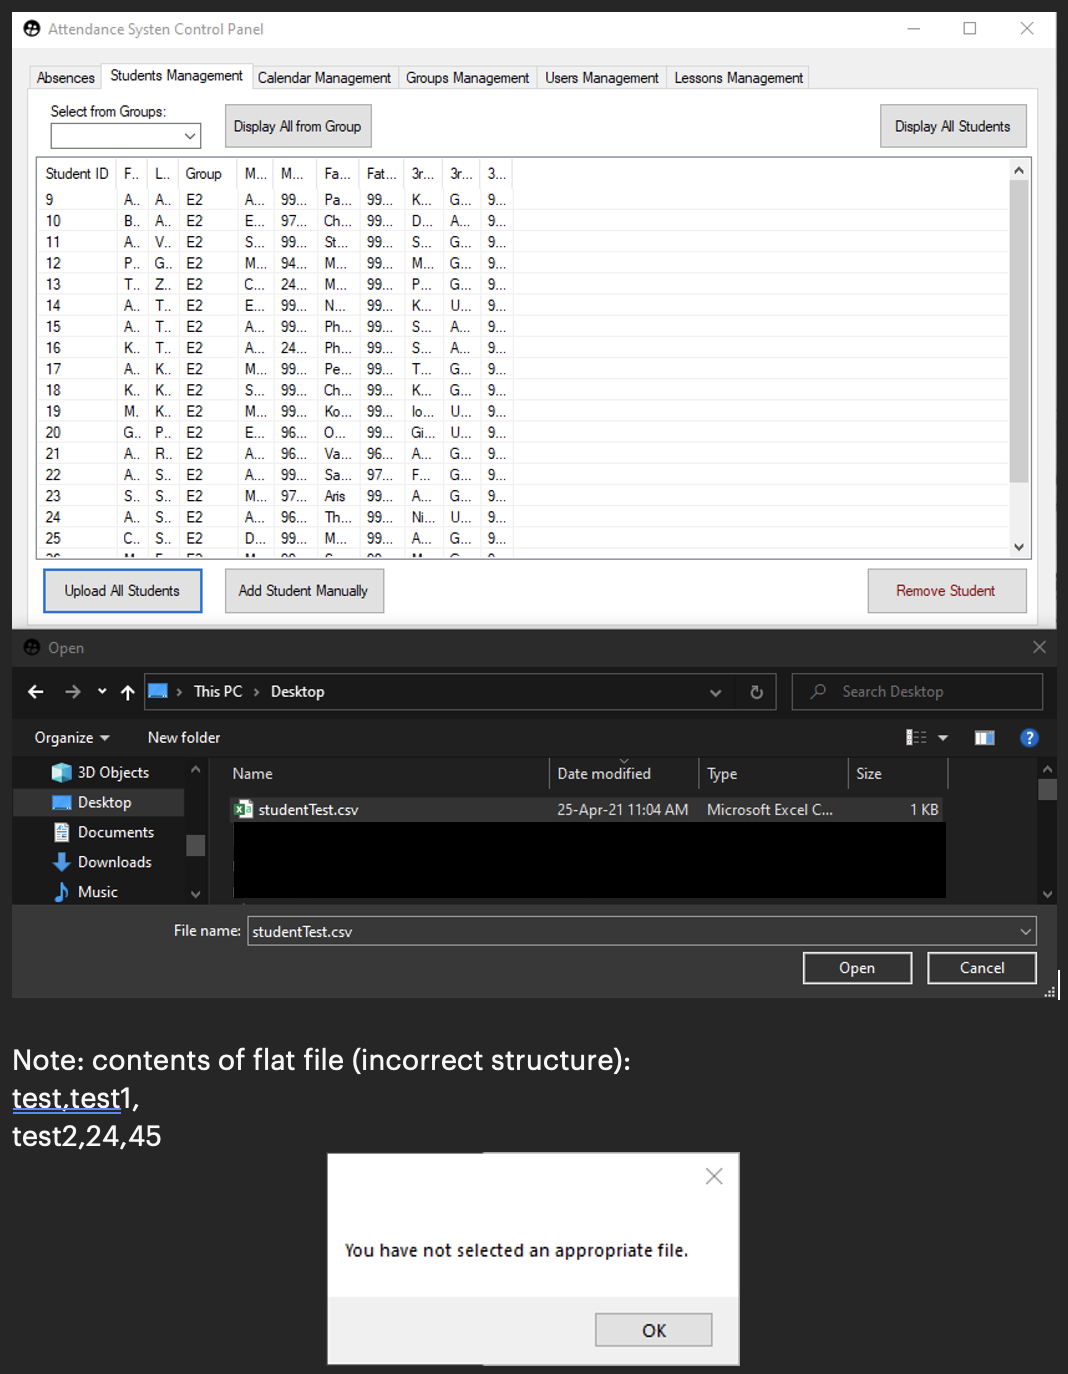 Attendance Systen Control Panel
Absences Students Management Calendar Management Groups Management Users Management Lessons Management
Select from Groups:
Display All from Group
Display All Students
Student ID F.. L.. Group M... M... Fa... Fat... 3r... 3r... 3...
9 A.. A.. E2 A... 99... Pa... 99... K... G... 9...
10 B.. A.. E2 E... 97... Ch... 99... D... A... 9...
11 A.. V.. E2 S... 99... St... 99... S... G... 9...
12 P.. G.. E2 M... 94... M... 99... M... G... 9...
13 T.. Z.. E2 C... 24... M... 99... P... G... 9...
14 A.. T.. E2 E... 99... N... 99... K... U... 9...
15 A.. T.. E2 A... 99... Ph... 99... S... A... 9...
16 K.. T.. E2 A... 24... Ph... 99... S... A... 9...
17 A.. K.. E2 M... 99... Pe... 99... T... G... 9...
18 K.. K.. E2 S... 99... Ch... 99... K... G... 9...
19 M. K.. E2 M... 99... Ko... 99... Io... U... 9...
20 G.. P.. E2 E... 96... O... 99... Gi... U... 9...
21 A.. R.. E2 A... 96... Va... 96... A... G... 9...
22 A.. S.. E2 A... 99... Sa... 97... F... G... 9...
23 S.. S.. E2 M... 97... Aris 99... A... G... 9...
24 A.. S.. E2 A... 96... Th... 99... Ni... U... 9...
25 C.. S.. E2 D... 99... M... 99... A... G... 9...
Upload All Students
Add Student Manually
Remove Student
Open
This PC > Desktop
Search Desktop
Organize
New folder
3D Objects
Desktop
Documents
Downloads
Music
Name Date modified Type Size
studentTest.csv 25-Apr-21 11:04 AM Microsoft Excel C... 1 KB
File name: studentTest.csv
Open
Cancel
Note: contents of flat file (incorrect structure):
test,test1,
test2,24,45
You have not selected an appropriate file.
OK